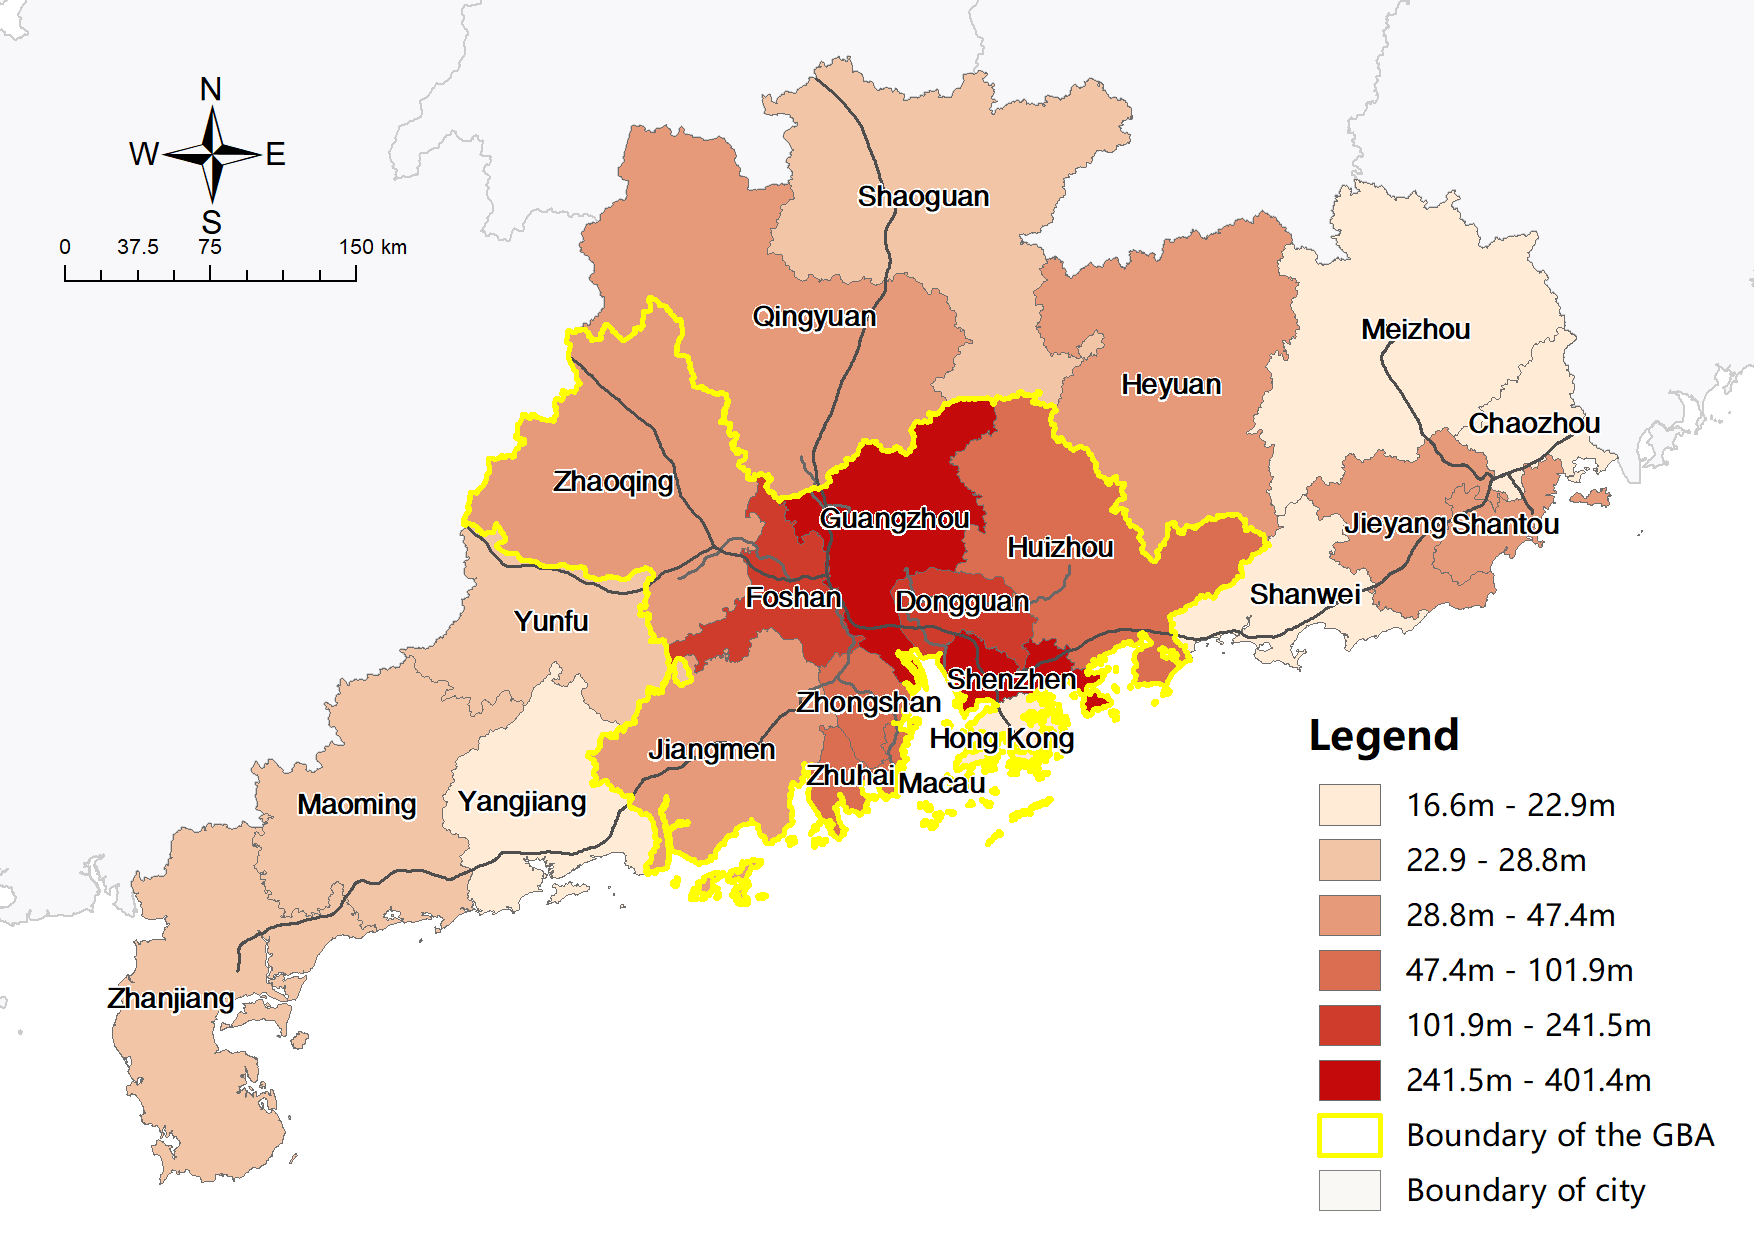 N
W E
S
0 37.5 75 150 km
Shaoguan
Qingyuan
Meizhou
Heyuan
Chaozhou
Zhaoqing
Guangzhou
Jieyang Shantou
Huizhou
Shanwei
Foshan
Dongguan
Yunfu
Shenzhen
Zhongshan
Hong Kong
Jiangmen
Zhuhai
Macau
Maoming
Yangjiang
Zhanjiang
Legend
16.6m - 22.9m
22.9 - 28.8m
28.8m - 47.4m
47.4m - 101.9m
101.9m - 241.5m
241.5m - 401.4m
Boundary of the GBA
Boundary of city